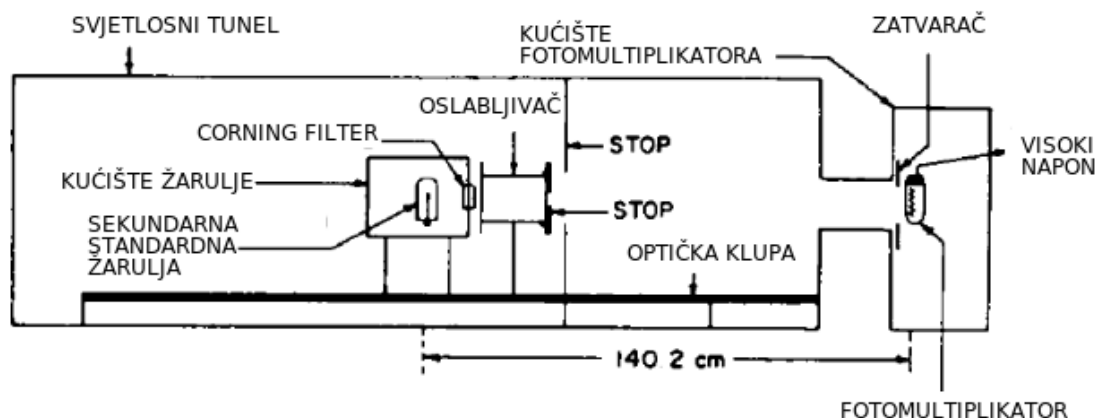 SVJETLOSNI TUNEL
KUĆIŠTE
FOTOMULTIPLIKATORA
ZATVARAČ
OSLABLJIVAČ
CORNING FILTER
STOP
VISOKI
NAPON
KUĆIŠTE ŽARULJE
STOP
SEKUNDARNA
STANDARDNA
ŽARULJA
OPTIČKA KLUPA
140.2 cm
FOTOMULTIPLIKATOR